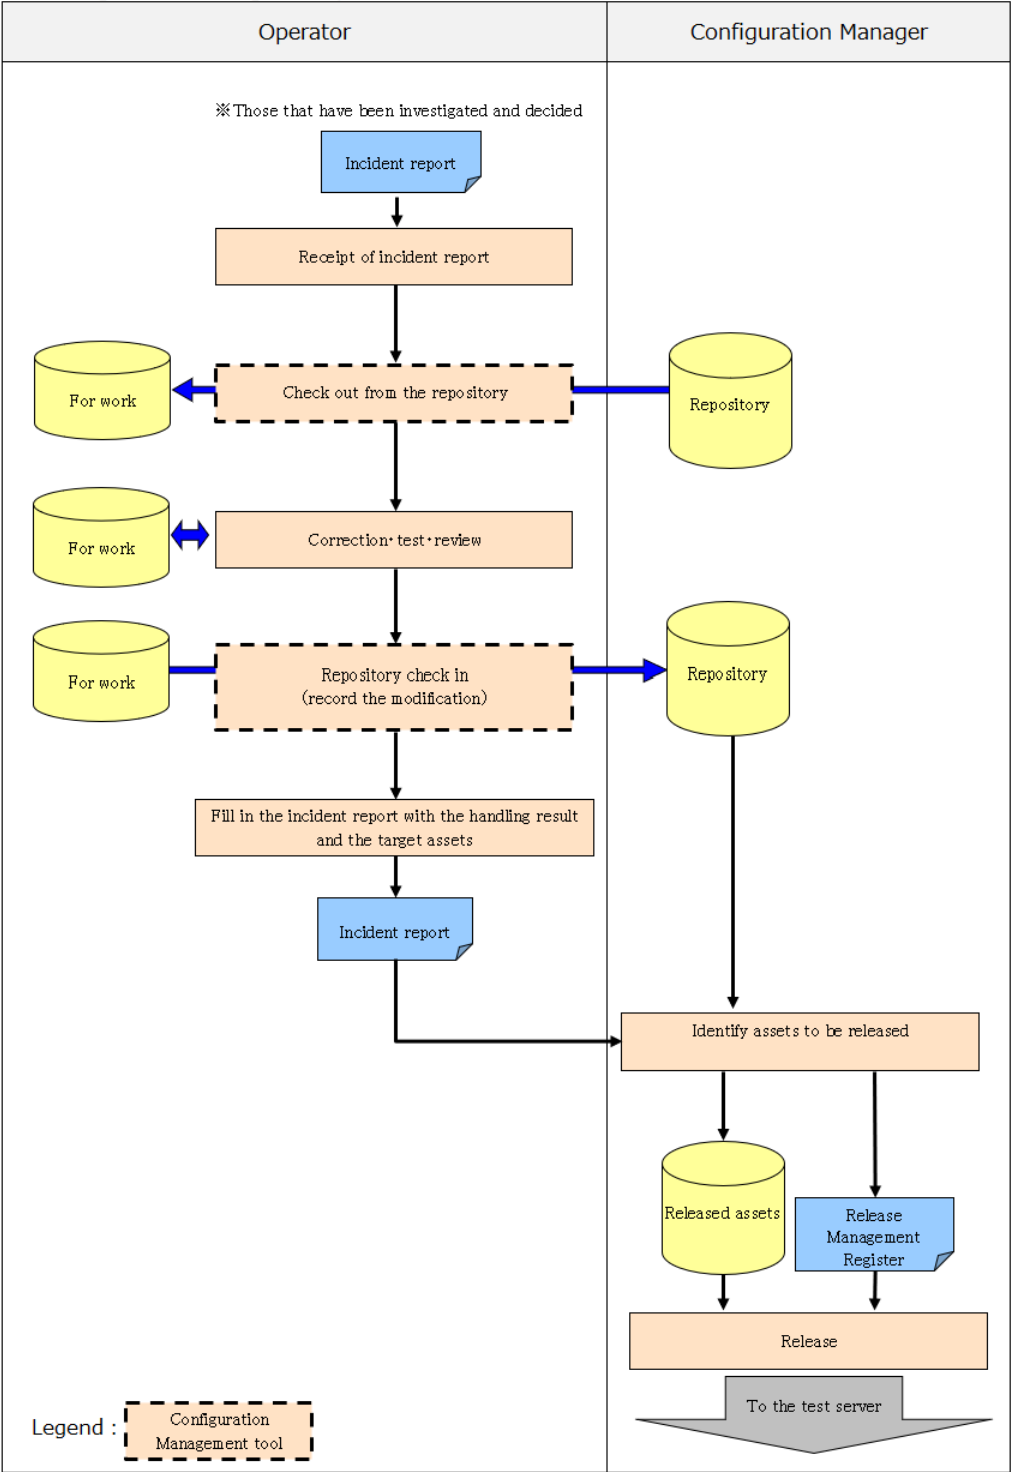 Operator
Configuration Manager
※Those that have been investigated and decided
Incident report
Receipt of incident report
For work
Check out from the repository
Repository
For work
Correction・test・review
For work
Repository check in
(record the modification)
Repository
Fill in the incident report with the handling result
and the target assets
Incident report
Identify assets to be released
Released assets
Release
Management
Register
Release
To the test server
Legend :
Configuration
Management tool